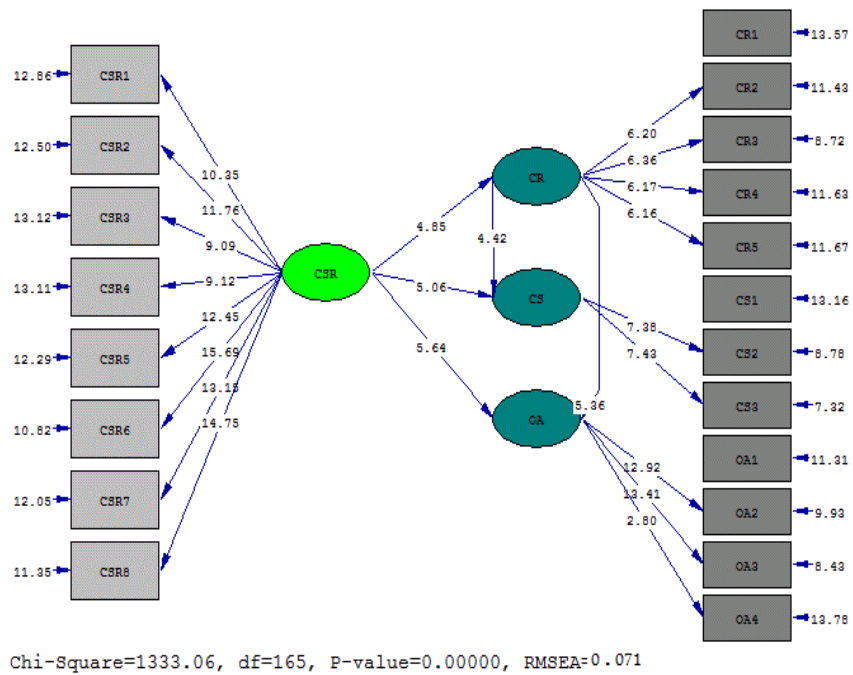 12.86 CSR1
12.50 CSR2
13.12 CSR3
13.11 CSR4
12.29 CSR5
10.82 CSR6
12.05 CSR7
11.35 CSR8
10.35
11.76
9.09
9.12
12.45
15.69
13.15
14.75
CSR
4.85
5.06
5.64
CR
4.42
CS
OA
5.36
6.20
6.36
6.17
6.16
7.38
7.43
12.92
13.41
2.80
CR1 13.57
CR2 11.43
CR3 8.72
CR4 11.63
CR5 11.67
CS1 13.16
CS2 8.78
CS3 7.32
OA1 11.31
OA2 9.93
OA3 8.43
OA4 13.78
Chi-Square=1333.06, df=165, P-value=0.00000, RMSEA=0.071